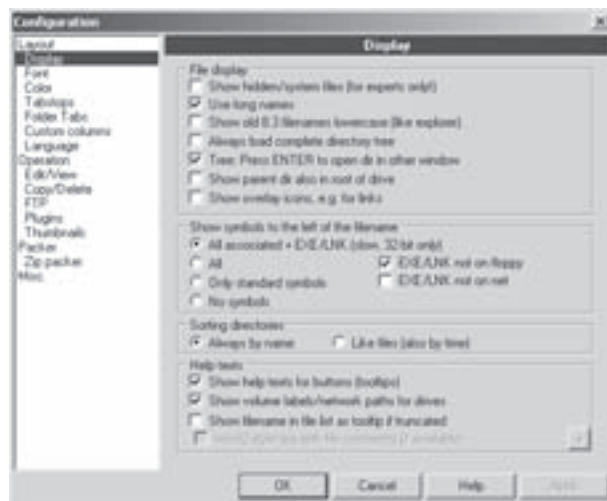 Configuration
Layout
Display
Font
Color
Tabstops
Folder Tabs
Custom columns
Language
Operation
Edit/View
Copy/Delete
FTP
Plugins
Thumbnails
Packer
Zip packer
Misc.
Display
File display
Show hidden/system files (for experts only!)
Use long names
Show old 8.3 filenames lowercase (like explorer)
Always load complete directory tree
Tree: Press ENTER to open dir in other window
Show parent dir also in root of drive
Show overlay icons, e.g. for links
Show symbols to the left of the filename
All associated + EXE/LNK (slow, 32-bit only)
All
EXE/LNK not on floppy
Only standard symbols
EXE/LNK not on net
No symbols
Sorting directories
Always by name
Like files (also by time)
Help texts
Show help texts for buttons (tooltips)
Show volume labels/network paths for drives
Show filename in file list as tooltip if truncated
OK
Cancel
Help
Apply